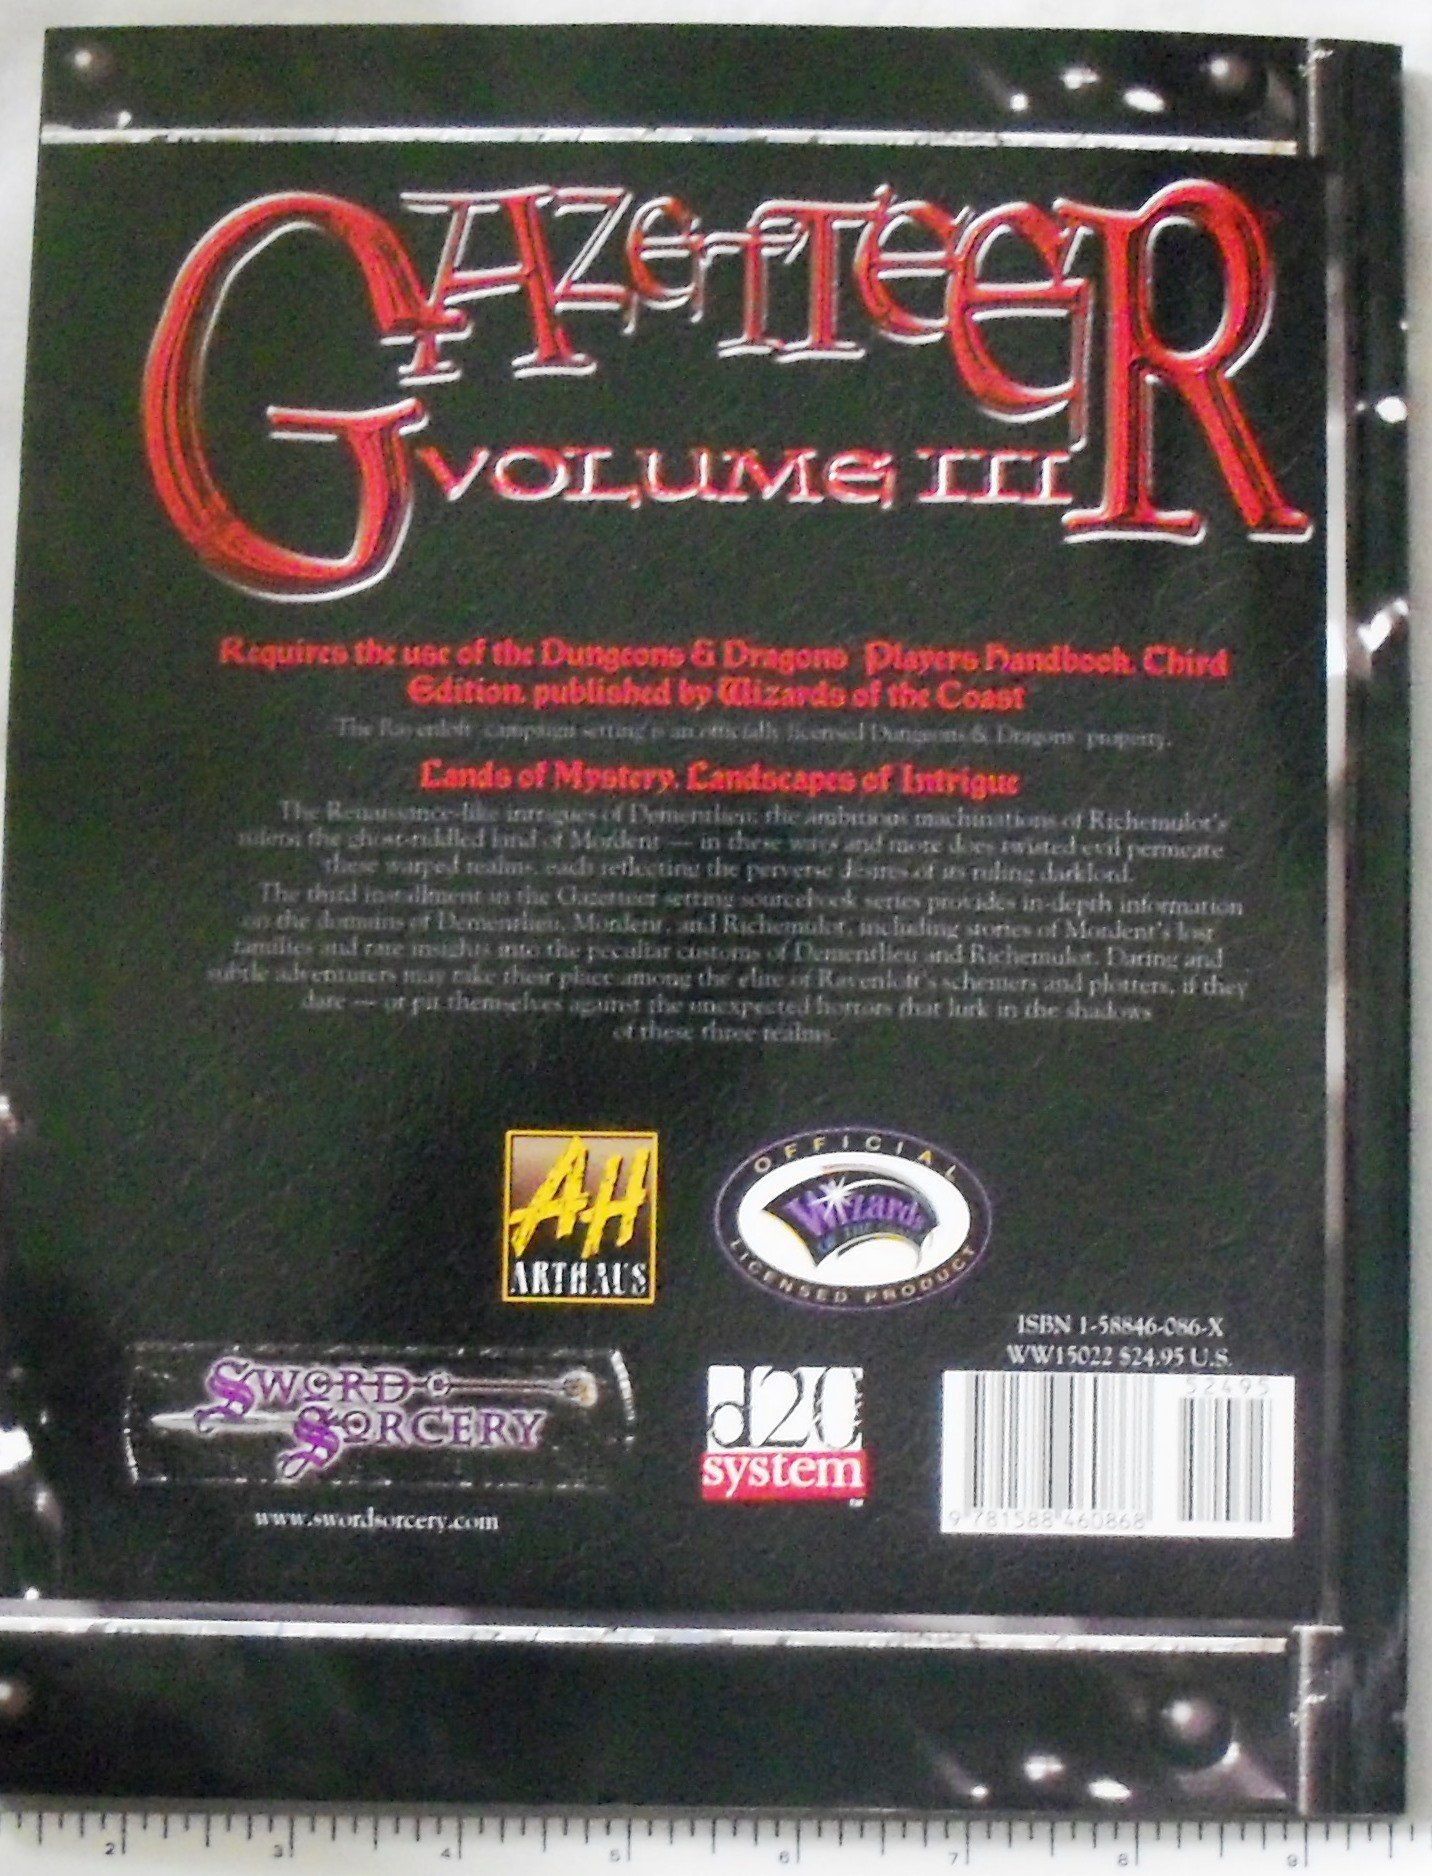 GAZETTEER
VOLUME III
Requires the use of the Dungeons & Dragons Players Handbook, Third
Edition, published by Wizards of the Coast
The Ravenloft campaign setting is an officially licensed Dungeons & Dragons property.
Lands of Mystery, Landscapes of Intrigue
The Renaissance-like intrigues of Dementlieu; the ambitious machinations of Richemulot's
rulers; the ghost-riddled land of Mordent — in these ways and more does twisted evil permeate
these warped realms, each reflecting the perverse desires of its ruling darklord.
The third installment in the Gazetteer setting sourcebook series provides in-depth information
on the domains of Dementlieu, Mordent, and Richemulot, including stories of Mordent's lost
families and rare insights into the peculiar customs of Dementlieu and Richemulot. Daring and
subtle adventurers may take their place among the elite of Ravenloft's schemers and plotters, if they
dare — or pit themselves against the unexpected horrors that lurk in the shadows
of these three realms.
AH
ARTHAUS
OFFICIAL
Wizards
OF THE
LICENSED PRODUCT
ISBN 1-58846-086-X
WW15022 $24.95 U.S.
52495
9 781588 460868
SWORD
SORCERY
www.swordsorcery.com
d20
system
TM
2 3 4 5 6 7 8 9